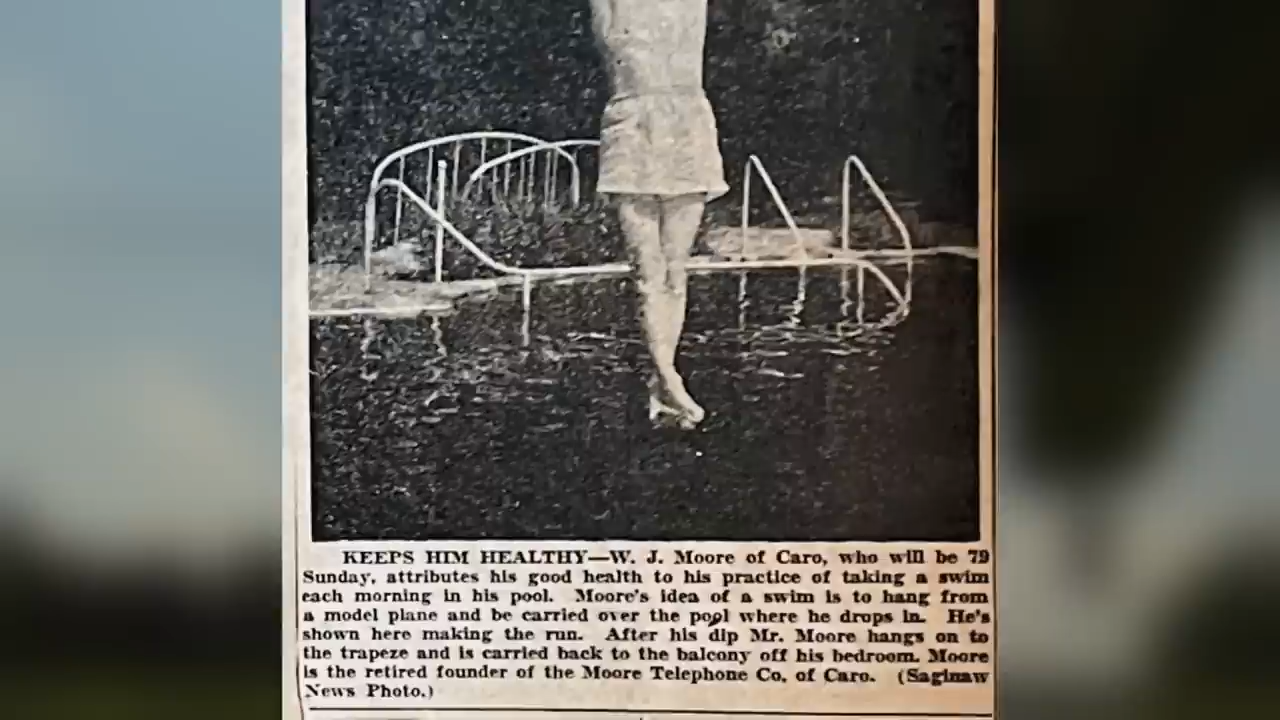 KEEPS HIM HEALTHY—W. J. Moore of Caro, who will be 79
Sunday, attributes his good health to his practice of taking a swim
each morning in his pool. Moore's idea of a swim is to hang from
a model plane and be carried over the pool where he drops in. He's
shown here making the run. After his dip Mr. Moore hangs on to
the trapeze and is carried back to the balcony off his bedroom. Moore
is the retired founder of the Moore Telephone Co. of Caro. (Saginaw
News Photo.)